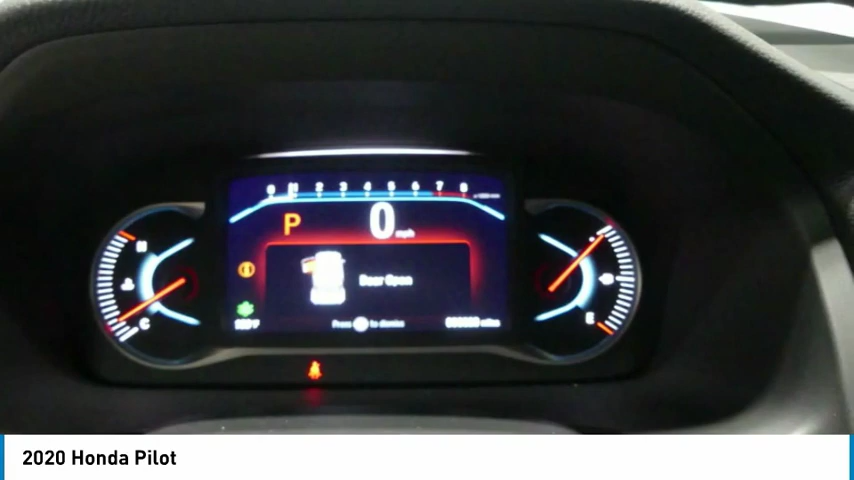 0 1 2 3 4 5 6 7 8
P 0 mph
H
Door Open
C
E
Press to dismiss miles
2020 Honda Pilot